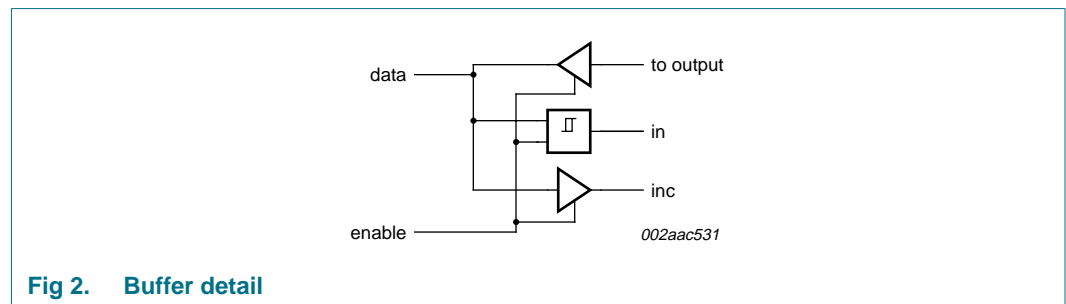 data
to output
in
inc
enable
002aac531
Fig 2. Buffer detail